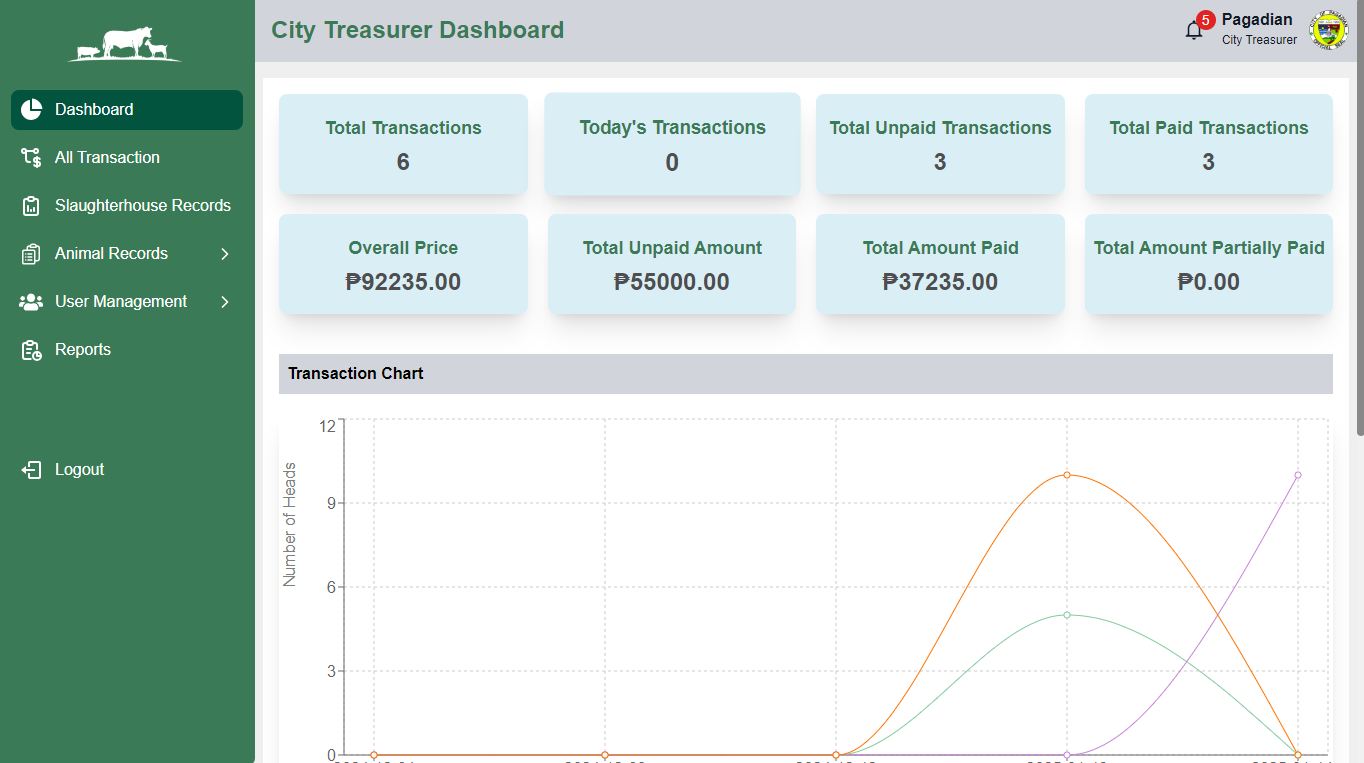 City Treasurer Dashboard
5
Pagadian
City Treasurer
Dashboard
All Transaction
Slaughterhouse Records
Animal Records
User Management
Reports
Logout
Total Transactions
6
Today's Transactions
0
Total Unpaid Transactions
3
Total Paid Transactions
3
Overall Price
₱92235.00
Total Unpaid Amount
₱55000.00
Total Amount Paid
₱37235.00
Total Amount Partially Paid
₱0.00
Transaction Chart
Number of Heads
12
9
6
3
0